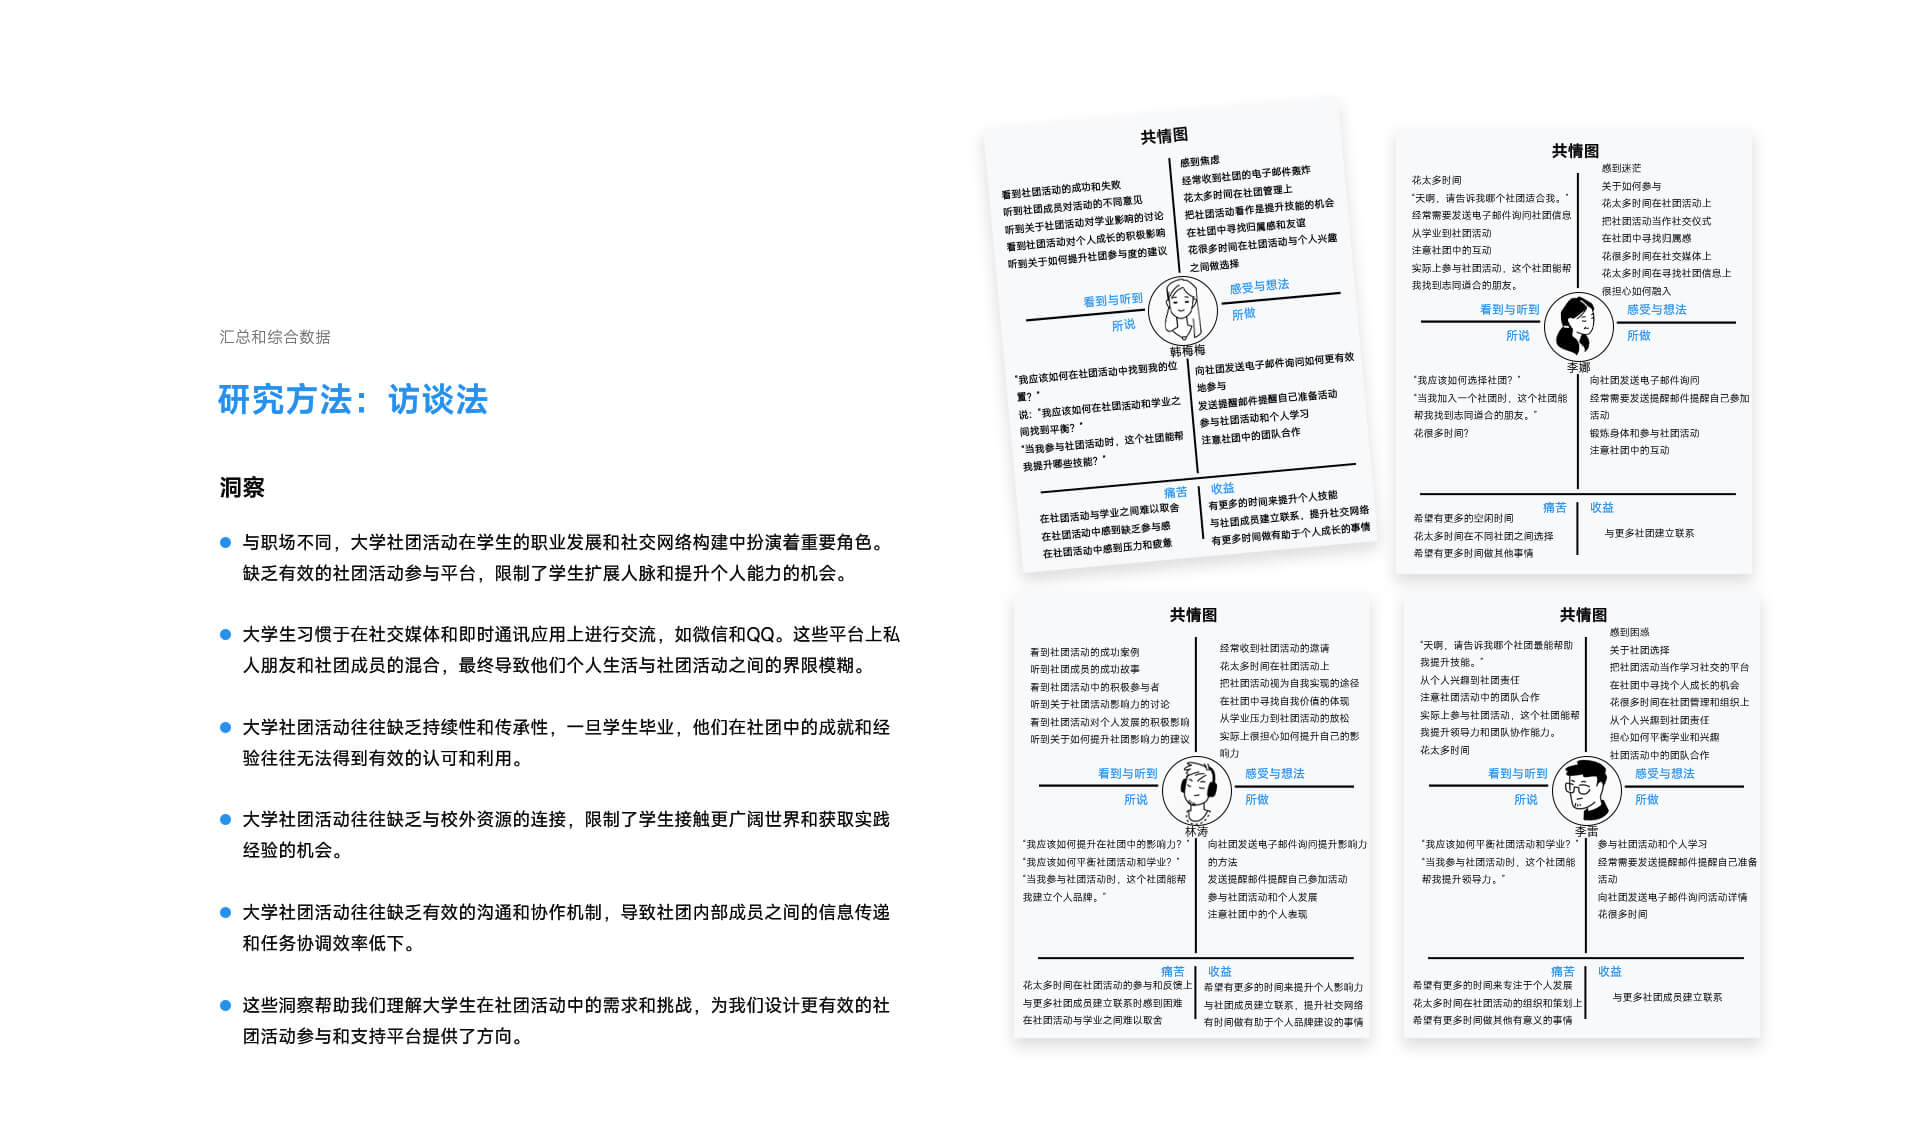 汇总和综合数据
研究方法：访谈法
洞察
与职场不同，大学社团活动在学生的职业发展和社交网络构建中扮演着重要角色。
缺乏有效的社团活动参与平台，限制了学生扩展人脉和提升个人能力的机会。
大学生习惯于在社交媒体和即时通讯应用上进行交流，如微信和QQ。这些平台上私
人朋友和社团成员的混合，最终导致他们个人生活与社团活动之间的界限模糊。
大学社团活动往往缺乏持续性和传承性，一旦学生毕业，他们在社团中的成就和经
验往往无法得到有效的认可和利用。
大学社团活动往往缺乏与校外资源的连接，限制了学生接触更广阔世界和获取实践
经验的机会。
大学社团活动往往缺乏有效的沟通和协作机制，导致社团内部成员之间的信息传递
和任务协调效率低下。
这些洞察帮助我们理解大学生在社团活动中的需求和挑战，为我们设计更有效的社
团活动参与和支持平台提供了方向。
共情图
看到社团活动的成功和失败
听到社团成员对活动的不同意见
听到关于社团活动对学业影响的讨论
看到社团活动对个人成长的积极影响
听到关于如何提升社团参与度的建议
感到焦虑
经常收到社团的电子邮件轰炸
花太多时间在社团管理上
把社团活动看作是提升技能的机会
在社团中寻找归属感和友谊
花很多时间在社团活动与个人兴趣
之间做选择
看到与听到
感受与想法
所说
所做
韩梅梅
"我应该如何在社团活动中找到我的位
置？"
说："我应该如何在社团活动和学业之
间找到平衡？"
"当我参与社团活动时，这个社团能帮
我提升哪些技能？"
向社团发送电子邮件询问如何更有效
地参与
发送提醒邮件提醒自己准备活动
参与社团活动和个人学习
注意社团中的团队合作
痛苦
收益
在社团活动与学业之间难以取舍
在社团活动中感到缺乏参与感
在社团活动中感到压力和疲惫
有更多的时间来提升个人技能
与社团成员建立联系，提升社交网络
有更多时间做有助于个人成长的事情
共情图
花太多时间
"天啊，请告诉我哪个社团适合我。"
经常需要发送电子邮件询问社团信息
从学业到社团活动
注意社团中的互动
实际上参与社团活动，这个社团能帮
我找到志同道合的朋友。
感到迷茫
关于如何参与
花太多时间在社团活动上
把社团活动当作社交仪式
在社团中寻找归属感
花很多时间在社交媒体上
花太多时间在寻找社团信息上
很担心如何融入
看到与听到
感受与想法
所说
所做
李娜
"我应该如何选择社团？"
"当我加入一个社团时，这个社团能
帮我找到志同道合的朋友。"
花很多时间?
向社团发送电子邮件询问
经常需要发送提醒邮件提醒自己参加
活动
锻炼身体和参与社团活动
注意社团中的互动
痛苦
收益
希望有更多的空闲时间
花太多时间在不同社团之间选择
希望有更多时间做其他事情
与更多社团建立联系
共情图
看到社团活动的成功案例
听到社团成员的成功故事
看到社团活动中的积极参与者
听到关于社团活动影响力的讨论
看到社团活动对个人发展的积极影响
听到关于如何提升社团影响力的建议
经常收到社团活动的邀请
花太多时间在社团活动上
把社团活动视为自我实现的途径
在社团中寻找自我价值的体现
从学业压力到社团活动的放松
实际上很担心如何提升自己的影
响力
看到与听到
感受与想法
所说
所做
林涛
"我应该如何提升在社团中的影响力？"
"我应该如何平衡社团活动和学业？"
"当我参与社团活动时，这个社团能帮
我建立个人品牌。"
向社团发送电子邮件询问提升影响力
的方法
发送提醒邮件提醒自己参加活动
参与社团活动和个人发展
注意社团中的个人表现
痛苦
收益
花太多时间在社团活动的参与和反馈上
与更多社团成员建立联系时感到困难
在社团活动与学业之间难以取舍
希望有更多的时间来提升个人影响力
与社团成员建立联系，提升社交网络
有时间做有助于个人品牌建设的事情
共情图
"天啊，请告诉我哪个社团最能帮助
我提升技能。"
从个人兴趣到社团责任
注意社团活动中的团队合作
实际上参与社团活动，这个社团能帮
我提升领导力和团队协作能力。
花太多时间
感到困惑
关于社团选择
把社团活动当作学习社交的平台
在社团中寻找个人成长的机会
花很多时间在社团管理和组织上
从个人兴趣到社团责任
担心如何平衡学业和兴趣
社团活动中的团队合作
看到与听到
感受与想法
所说
所做
李雷
"我应该如何平衡社团活动和学业？"
"当我参与社团活动时，这个社团能
帮我提升领导力。"
参与社团活动和个人学习
经常需要发送提醒邮件提醒自己准备
活动
向社团发送电子邮件询问活动详情
花很多时间
痛苦
收益
希望有更多的时间来专注于个人发展
花太多时间在社团活动的组织和策划上
希望有更多时间做其他有意义的事情
与更多社团成员建立联系